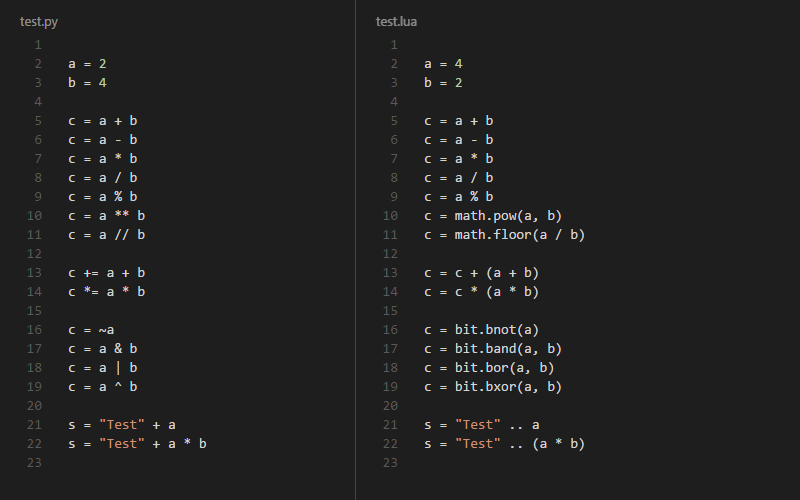 test.py
1
2 a = 2
3 b = 4
4
5 c = a + b
6 c = a - b
7 c = a * b
8 c = a / b
9 c = a % b
10 c = a ** b
11 c = a // b
12
13 c += a + b
14 c *= a * b
15
16 c = ~a
17 c = a & b
18 c = a | b
19 c = a ^ b
20
21 s = "Test" + a
22 s = "Test" + a * b
23
test.lua
1
2 a = 4
3 b = 2
4
5 c = a + b
6 c = a - b
7 c = a * b
8 c = a / b
9 c = a % b
10 c = math.pow(a, b)
11 c = math.floor(a / b)
12
13 c = c + (a + b)
14 c = c * (a * b)
15
16 c = bit.bnot(a)
17 c = bit.band(a, b)
18 c = bit.bor(a, b)
19 c = bit.bxor(a, b)
20
21 s = "Test" .. a
22 s = "Test" .. (a * b)
23